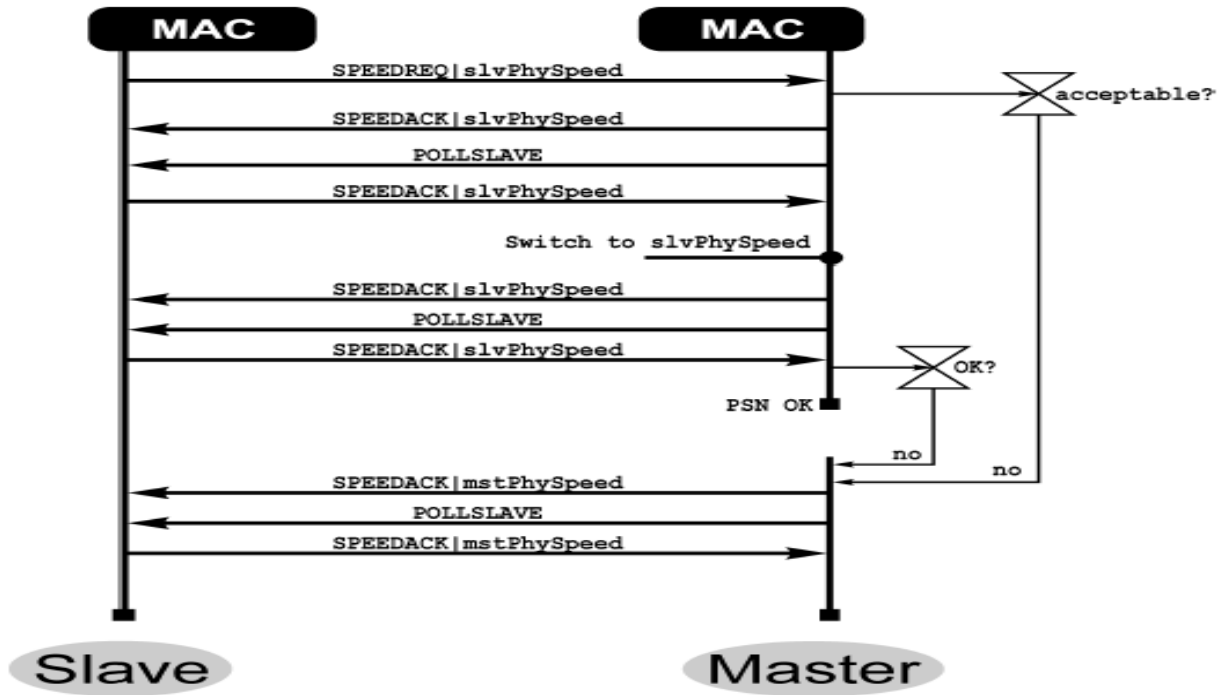 MAC
MAC
SPEEDREQ|slvPhySpeed
acceptable?
SPEEDACK|slvPhySpeed
POLLSLAVE
SPEEDACK|slvPhySpeed
Switch to slvPhySpeed
SPEEDACK|slvPhySpeed
POLLSLAVE
SPEEDACK|slvPhySpeed
OK?
PSN OK
no
no
SPEEDACK|mstPhySpeed
POLLSLAVE
SPEEDACK|mstPhySpeed
Slave
Master